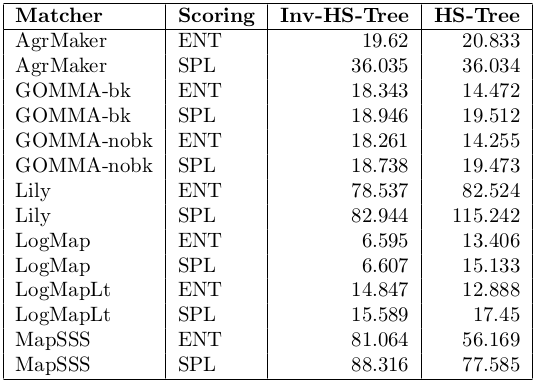 Matcher Scoring Inv-HS-Tree HS-Tree
AgrMaker ENT 19.62 20.833
AgrMaker SPL 36.035 36.034
GOMMA-bk ENT 18.343 14.472
GOMMA-bk SPL 18.946 19.512
GOMMA-nobk ENT 18.261 14.255
GOMMA-nobk SPL 18.738 19.473
Lily ENT 78.537 82.524
Lily SPL 82.944 115.242
LogMap ENT 6.595 13.406
LogMap SPL 6.607 15.133
LogMapLt ENT 14.847 12.888
LogMapLt SPL 15.589 17.45
MapSSS ENT 81.064 56.169
MapSSS SPL 88.316 77.585